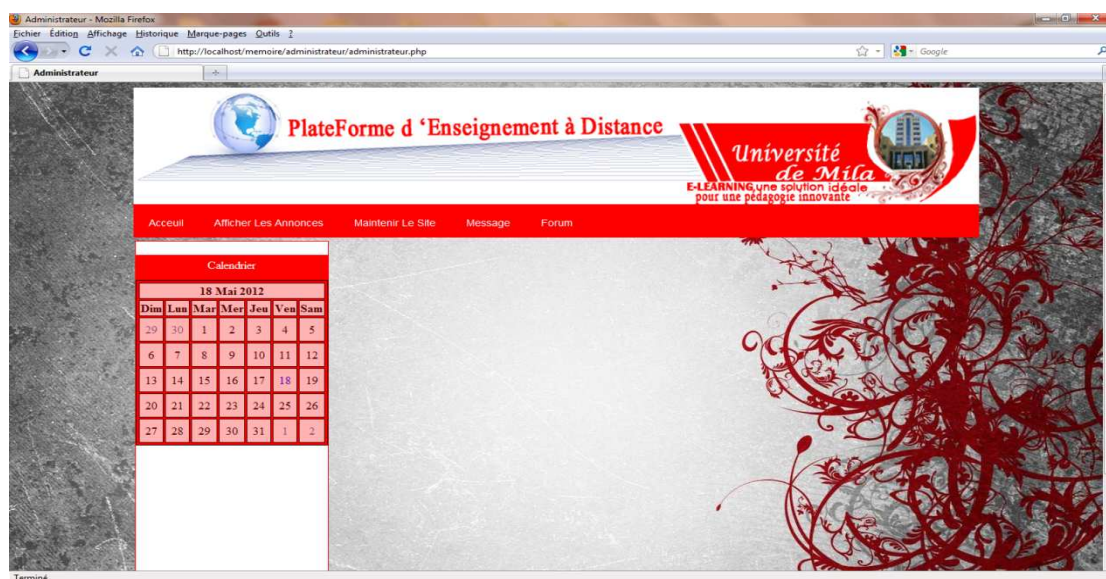 Administrateur - Mozilla Firefox
Fichier Édition Affichage Historique Marque-pages Outils ?
http://localhost/memoire/administrateur/administrateur.php Google
Administrateur
PlateForme d ‘Enseignement à Distance
Université
de Mila
E-LEARNING,une solution idéale
pour une pédagogie innovante
Acceuil Afficher Les Annonces Maintenir Le Site Message Forum
Calendrier
18 Mai 2012
Dim Lun Mar Mer Jeu Ven Sam
29 30 1 2 3 4 5
6 7 8 9 10 11 12
13 14 15 16 17 18 19
20 21 22 23 24 25 26
27 28 29 30 31 1 2
Terminé